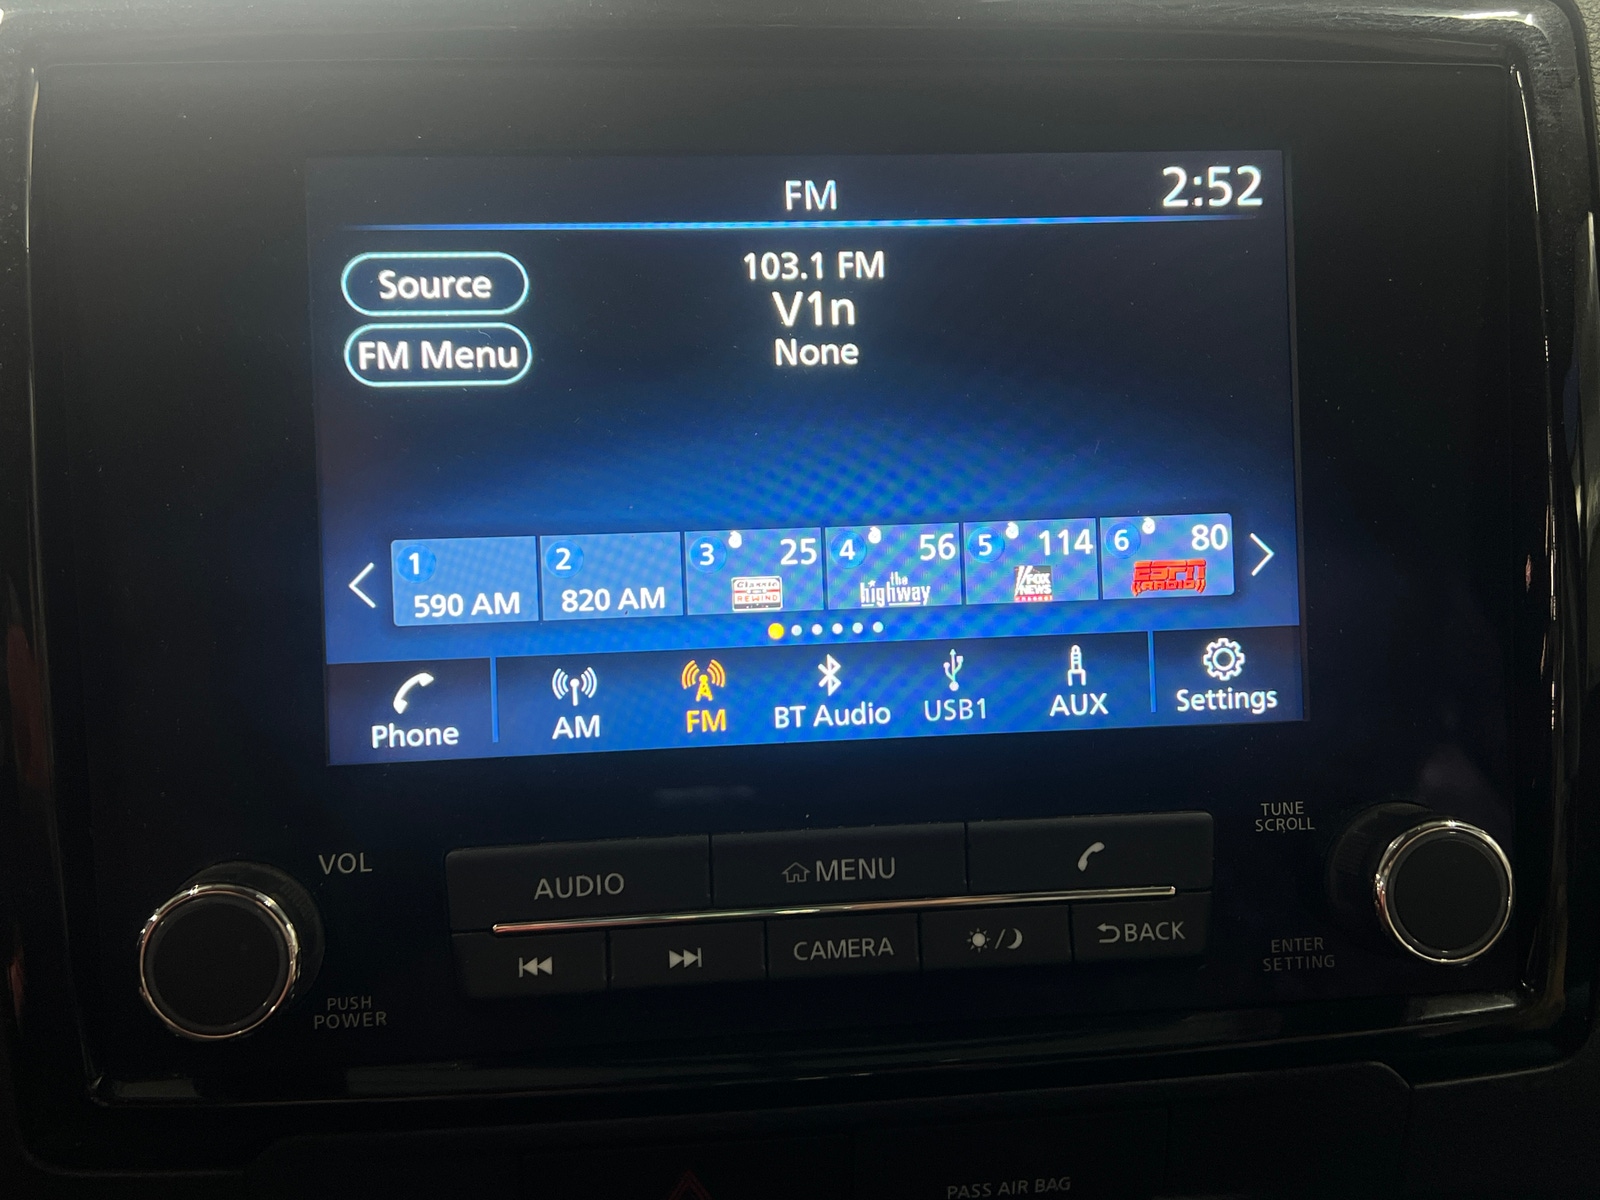 FM
2:52
Source
103.1 FM
V1n
FM Menu
None
1
590 AM
2
820 AM
3
25
Classic
REWIND
4
56
the
highway
5
114
FOX
NEWS
6
80
ESPN
RADIO
Phone
AM
FM
BT Audio
USB1
AUX
Settings
VOL
PUSH
POWER
AUDIO
MENU
CAMERA
BACK
TUNE
SCROLL
ENTER
SETTING
PASS AIR BAG